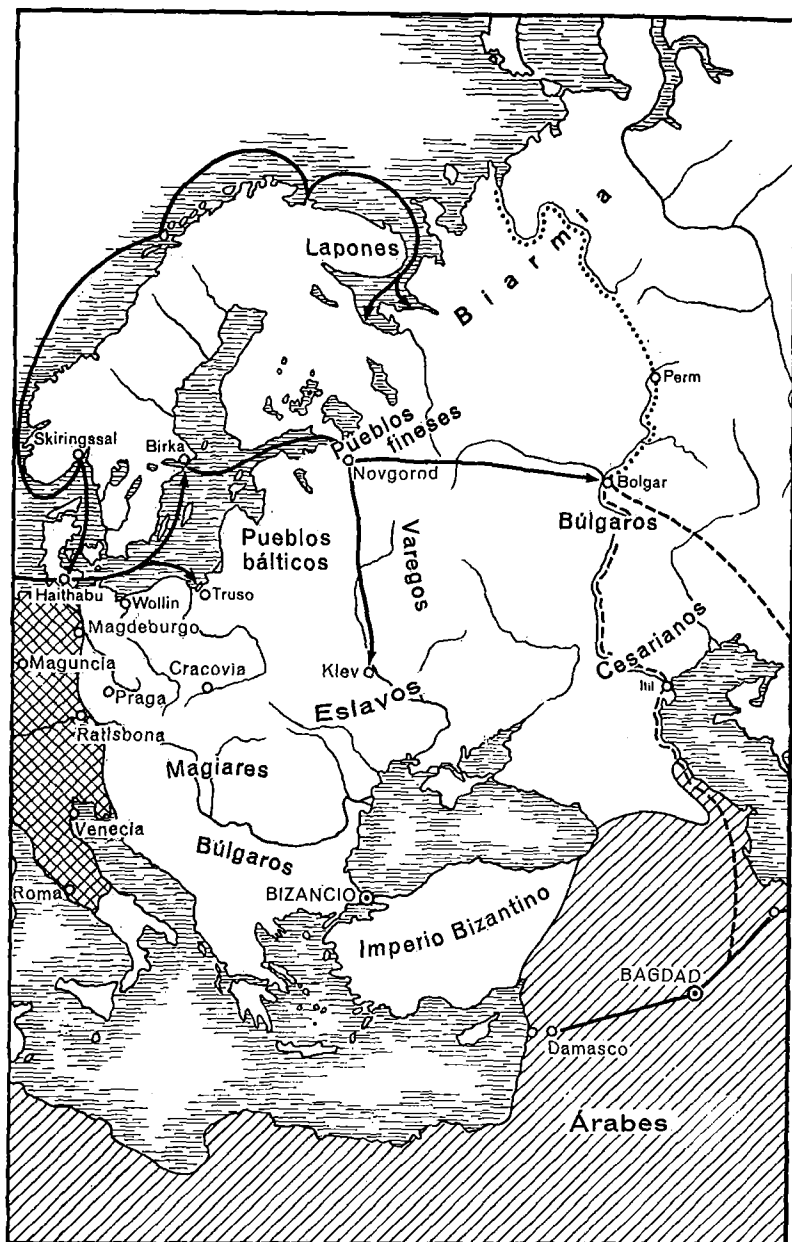 Lapones
Biarmia
Perm
Skiringssal
Birka
Pueblos
fineses
Novgorod
Bolgar
Búlgaros
Pueblos
bálticos
Varegos
Haithabu
Wollin
Truso
Magdeburgo
Cesarianos
Maguncia
Cracovia
Klev
Itil
Praga
Eslavos
Ratisbona
Magiares
Venecia
Búlgaros
Roma
BIZANCIO
Imperio Bizantino
BAGDAD
Damasco
Árabes